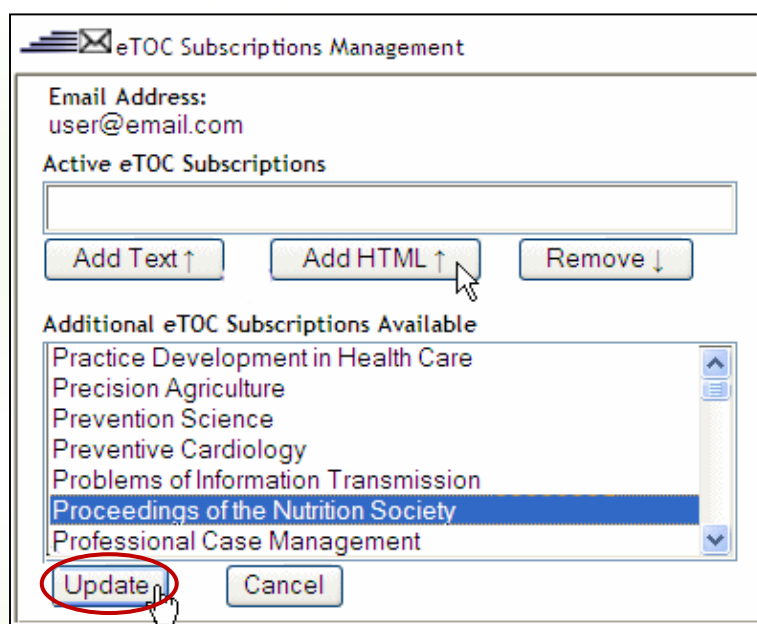 eTOC Subscriptions Management
Email Address:
user@email.com
Active eTOC Subscriptions
Add Text ↑ Add HTML ↑ Remove ↓
Additional eTOC Subscriptions Available
Practice Development in Health Care
Precision Agriculture
Prevention Science
Preventive Cardiology
Problems of Information Transmission
Proceedings of the Nutrition Society
Professional Case Management
Update Cancel